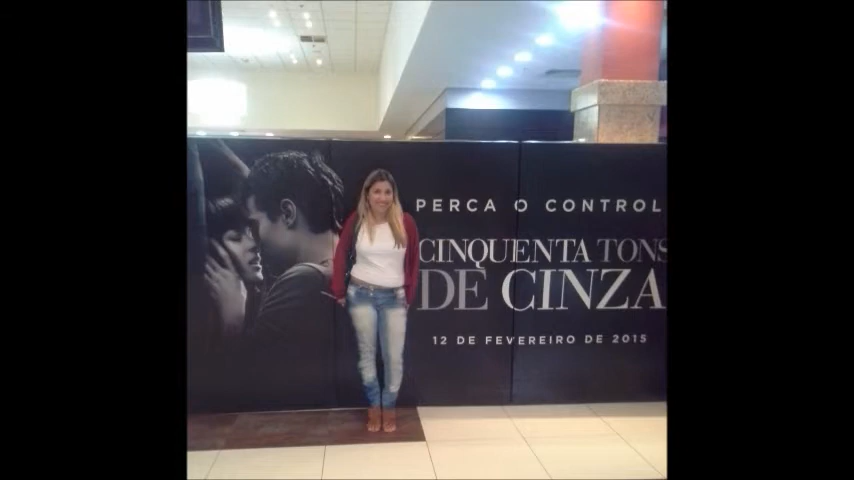 PERCA O CONTROL
CINQUENTA TONS
DE CINZA
12 DE FEVEREIRO DE 2015